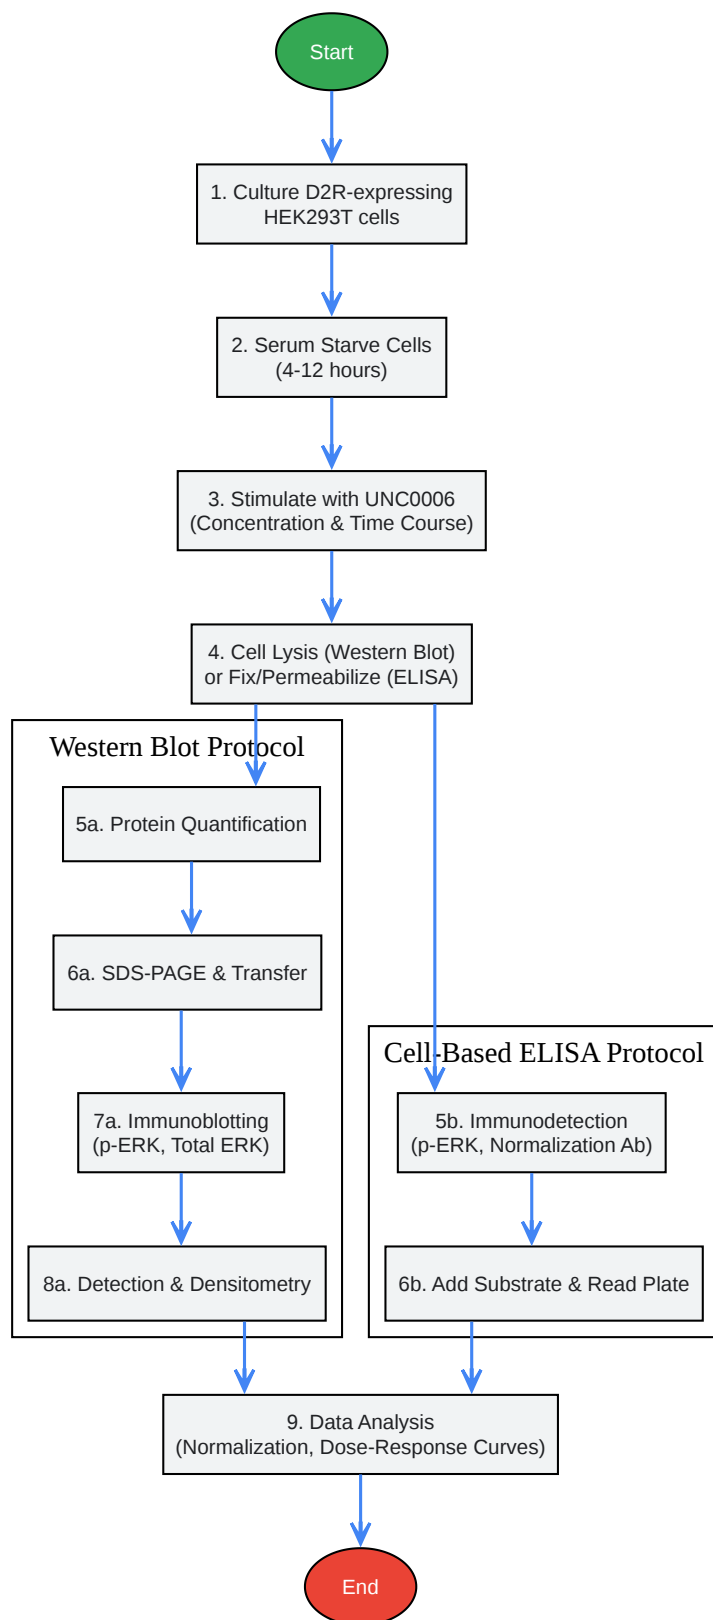 Start
1. Culture D2R-expressing
HEK293T cells
2. Serum Starve Cells
(4-12 hours)
3. Stimulate with UNC0006
(Concentration & Time Course)
4. Cell Lysis (Western Blot)
or Fix/Permeabilize (ELISA)
Western Blot Protocol
5a. Protein Quantification
6a. SDS-PAGE & Transfer
7a. Immunoblotting
(p-ERK, Total ERK)
8a. Detection & Densitometry
Cell-Based ELISA Protocol
5b. Immunodetection
(p-ERK, Normalization Ab)
6b. Add Substrate & Read Plate
9. Data Analysis
(Normalization, Dose-Response Curves)
End